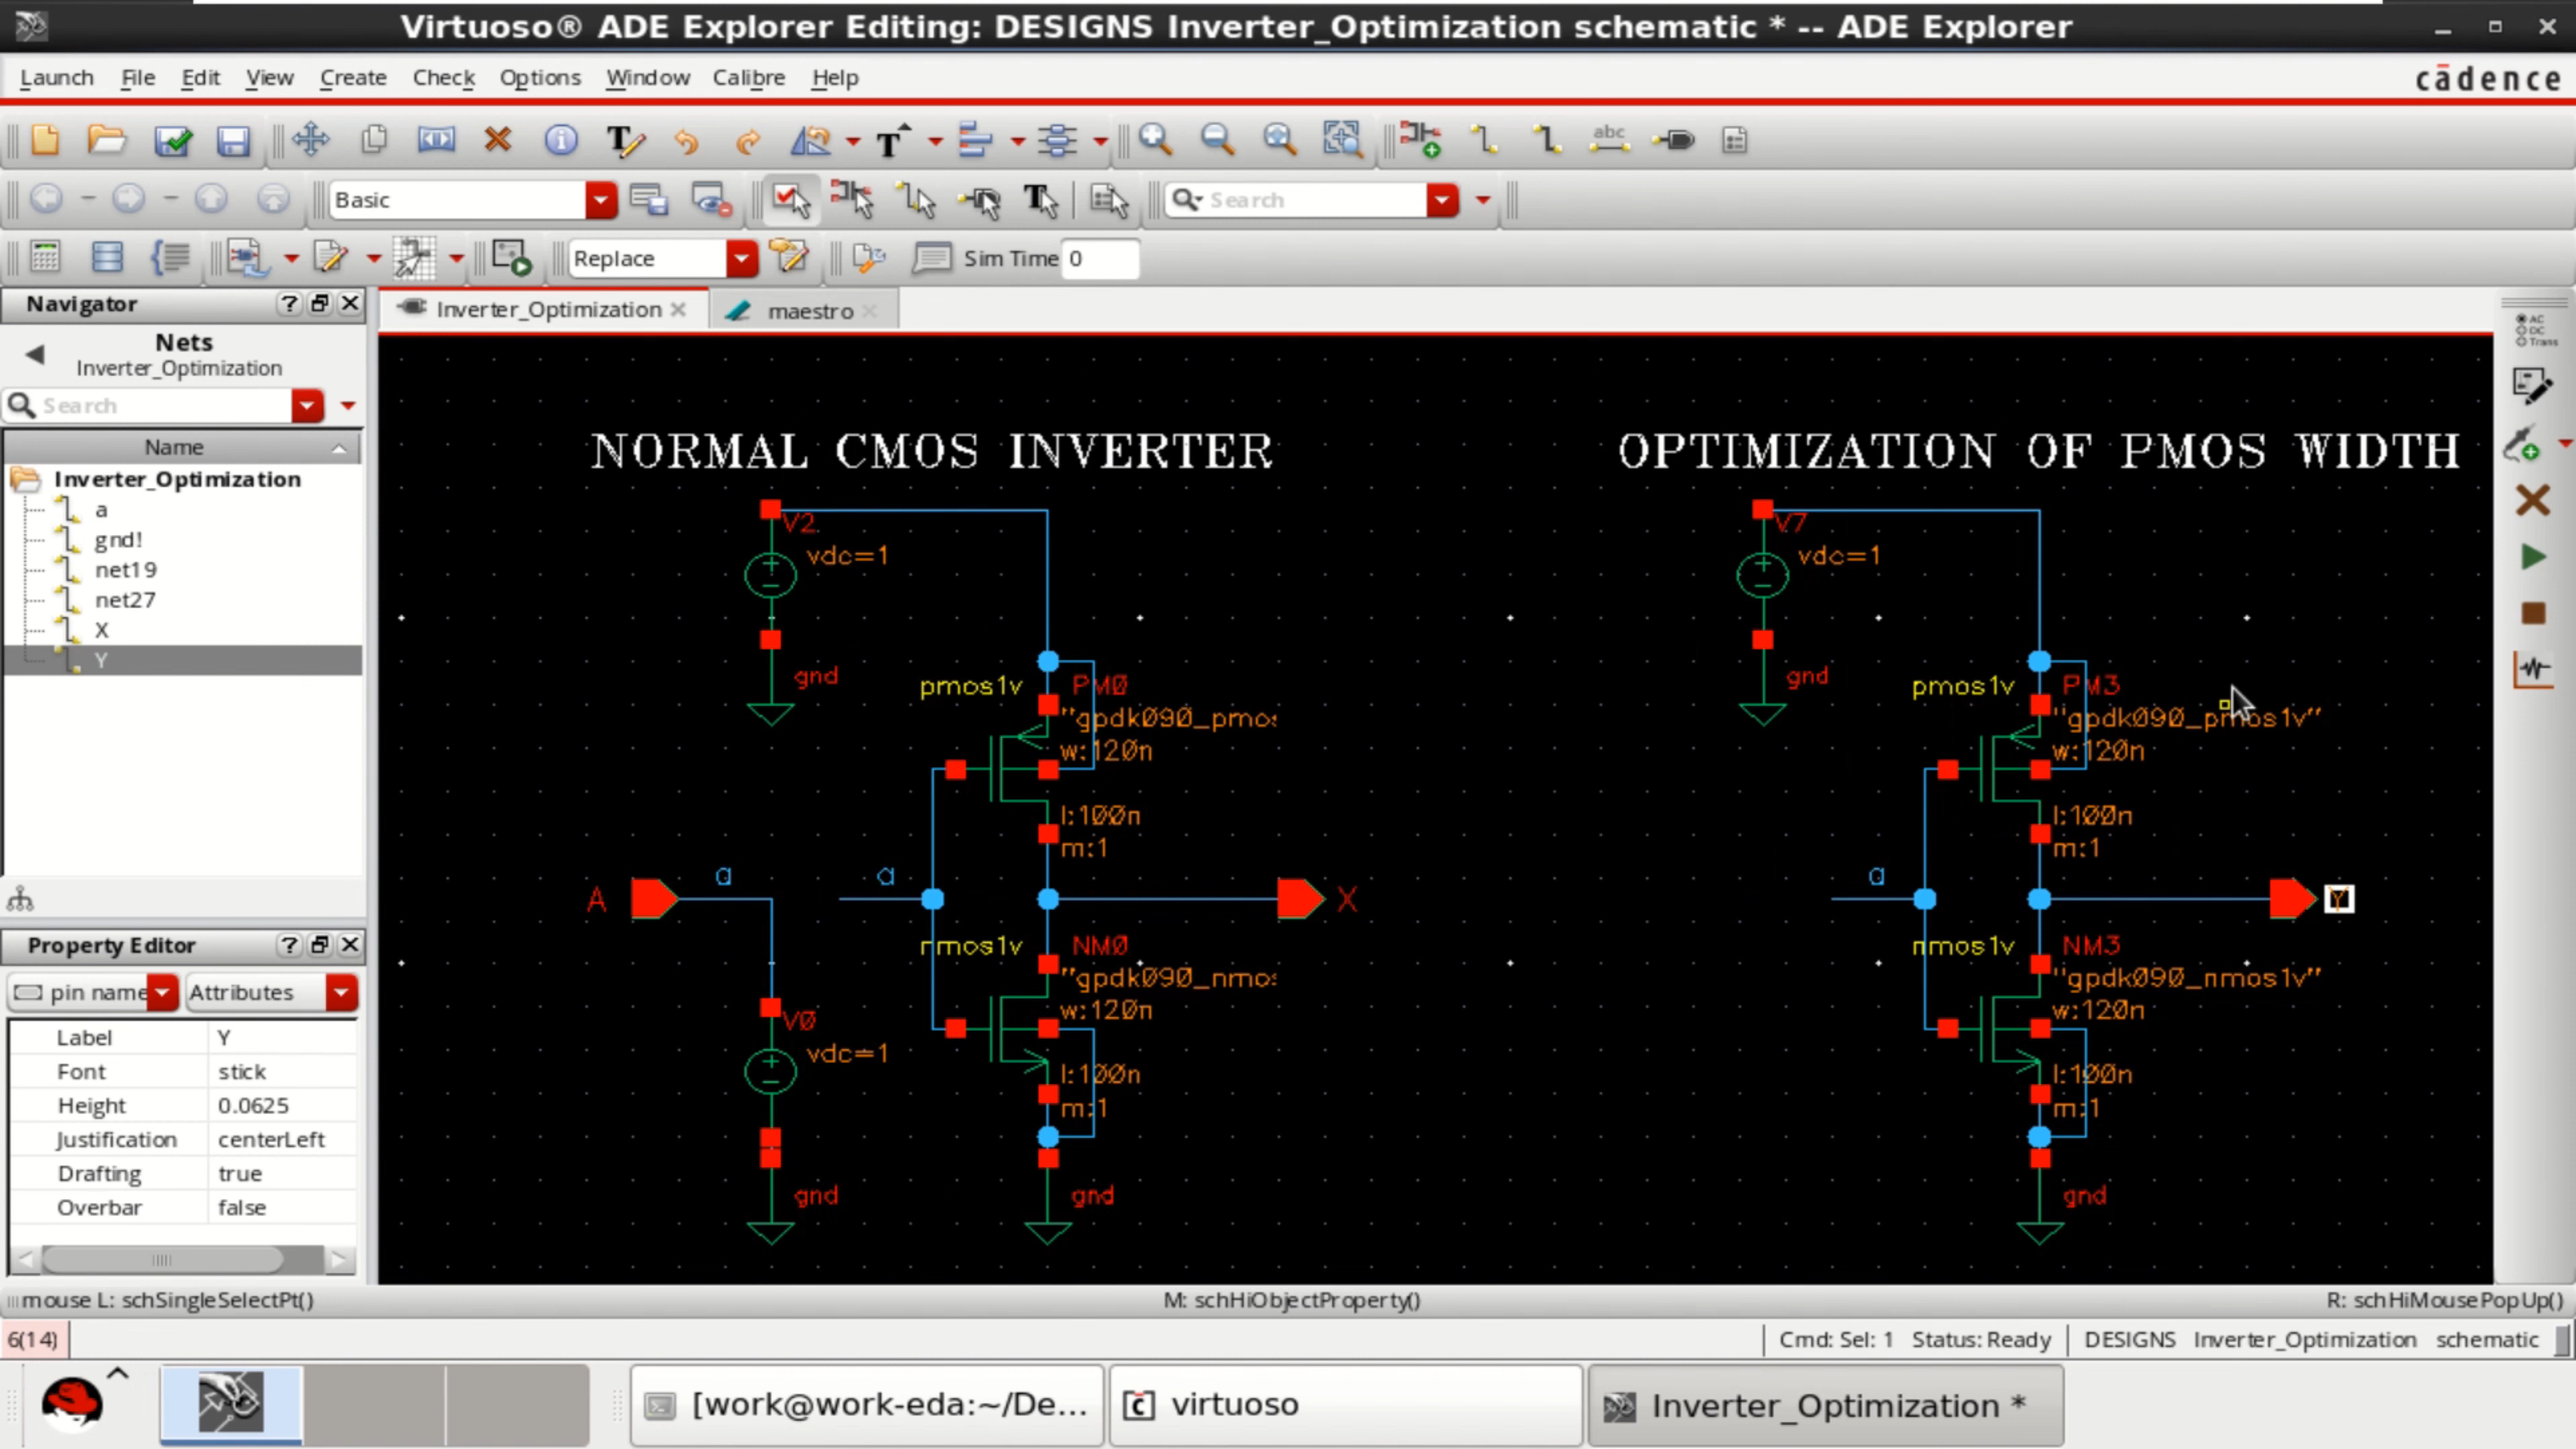 Virtuoso® ADE Explorer Editing: DESIGNS Inverter_Optimization schematic * -- ADE Explorer
Launch File Edit View Create Check Options Window Calibre Help
cādence
abc
Basic
Search
Replace
Sim Time 0
Navigator
Inverter_Optimization
maestro
Nets
Inverter_Optimization
Search
Name
Inverter_Optimization
a
gnd!
net19
net27
X
Y
AC
DC
Trans
NORMAL CMOS INVERTER
OPTIMIZATION OF PMOS WIDTH
V2
vdc=1
gnd
pmos1v
PM0
"gpdk090_pmos
w:120n
l:100n
m:1
A
a
a
X
nmos1v
NM0
"gpdk090_nmos
w:120n
l:100n
m:1
gnd
V0
vdc=1
gnd
V7
vdc=1
gnd
pmos1v
PM3
"gpdk090_pmos1v"
w:120n
l:100n
m:1
a
Y
nmos1v
NM3
"gpdk090_nmos1v"
w:120n
l:100n
m:1
gnd
Property Editor
pin name
Attributes
Label Y
Font stick
Height 0.0625
Justification centerLeft
Drafting true
Overbar false
mouse L: schSingleSelectPt()
M: schHiObjectProperty()
R: schHiMousePopUp()
6(14)
Cmd: Sel: 1 Status: Ready DESIGNS Inverter_Optimization schematic
[work@work-eda:~/De...
virtuoso
Inverter_Optimization *